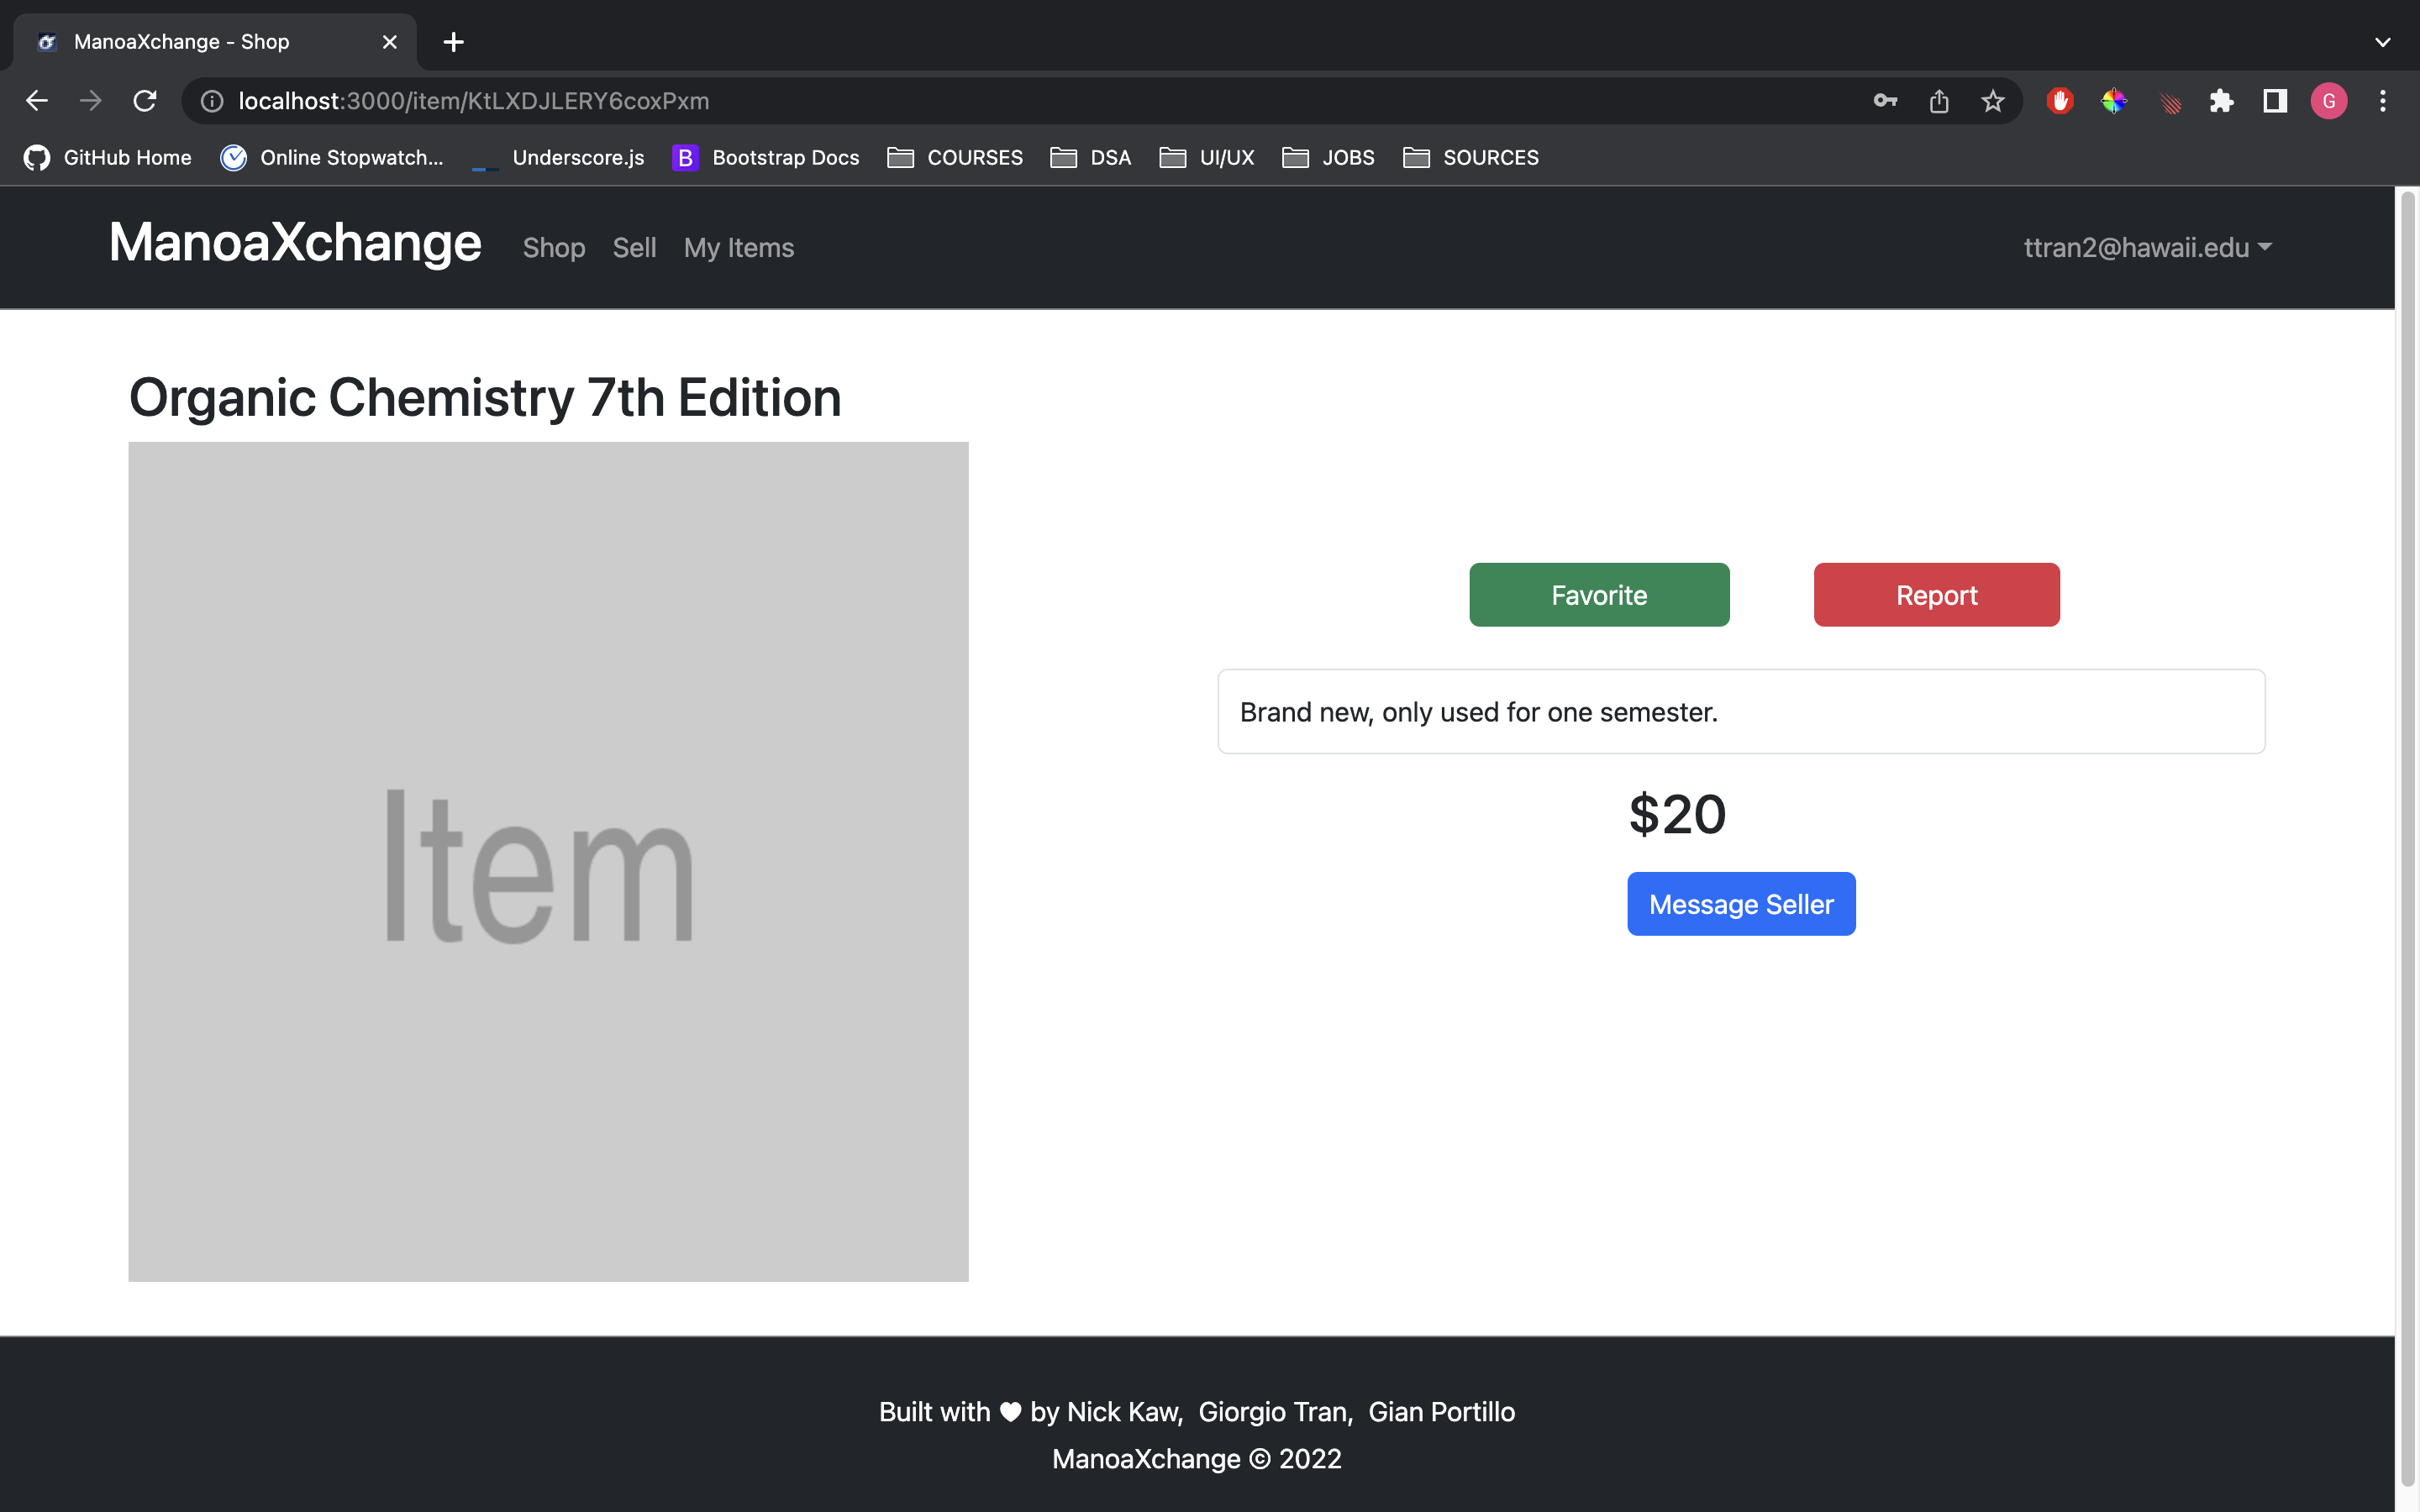 ManoaXchange - Shop
localhost:3000/item/KtLXDJLERY6coxPxm
G
GitHub Home
Online Stopwatch...
Underscore.js
B Bootstrap Docs
COURSES
DSA
UI/UX
JOBS
SOURCES
ManoaXchange
Shop
Sell
My Items
ttran2@hawaii.edu
Organic Chemistry 7th Edition
Item
Favorite
Report
Brand new, only used for one semester.
$20
Message Seller
Built with ♥ by Nick Kaw, Giorgio Tran, Gian Portillo
ManoaXchange © 2022